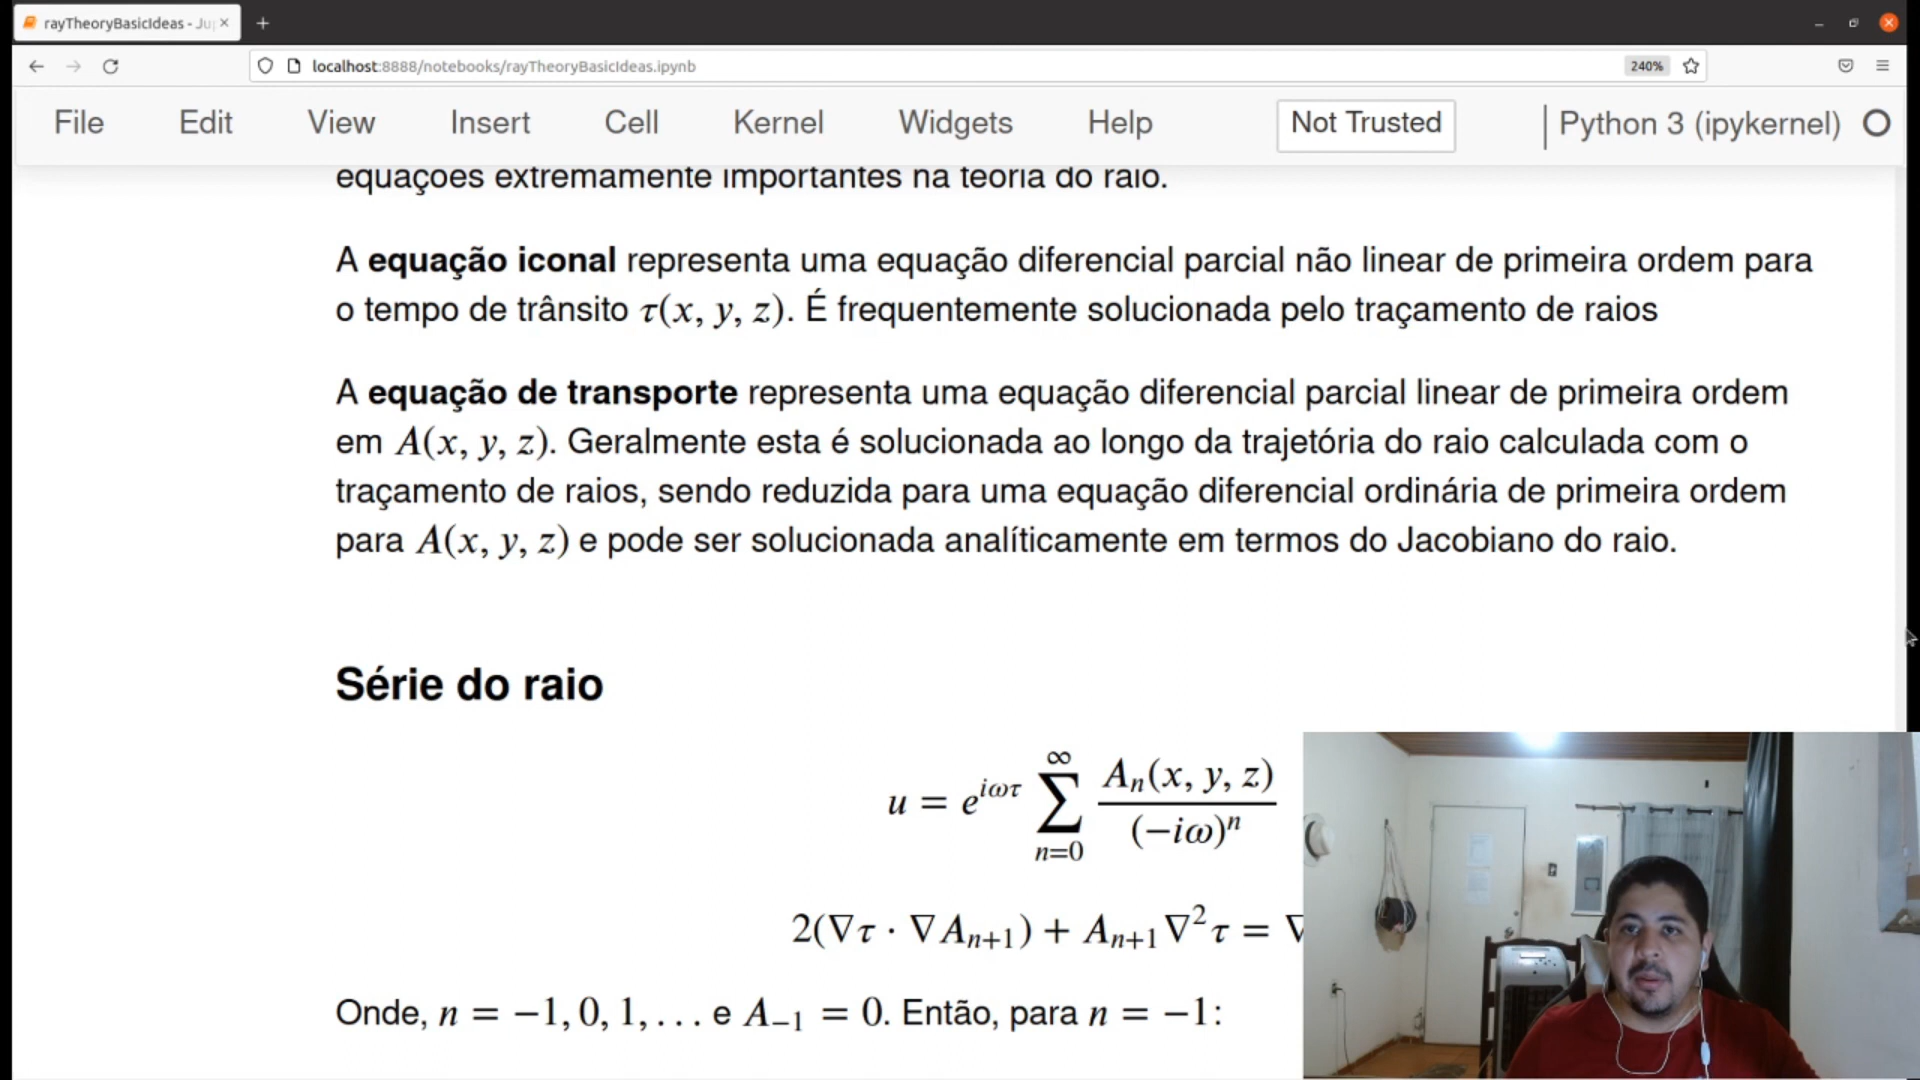 rayTheoryBasicIdeas - Ju
localhost:8888/notebooks/rayTheoryBasicIdeas.ipynb
240%
File Edit View Insert Cell Kernel Widgets Help Not Trusted Python 3 (ipykernel)
equações extremamente importantes na teoria do raio.
A equação iconal representa uma equação diferencial parcial não linear de primeira ordem para
o tempo de trânsito τ(x, y, z). É frequentemente solucionada pelo traçamento de raios
A equação de transporte representa uma equação diferencial parcial linear de primeira ordem
em A(x, y, z). Geralmente esta é solucionada ao longo da trajetória do raio calculada com o
traçamento de raios, sendo reduzida para uma equação diferencial ordinária de primeira ordem
para A(x, y, z) e pode ser solucionada analíticamente em termos do Jacobiano do raio.
Série do raio
u = e^{iωτ} ∑_{n=0}^{∞} A_n(x, y, z) / (−iω)^n
2(∇τ · ∇A_{n+1}) + A_{n+1}∇²τ = ∇
Onde, n = −1, 0, 1, . . . e A_{−1} = 0. Então, para n = −1: